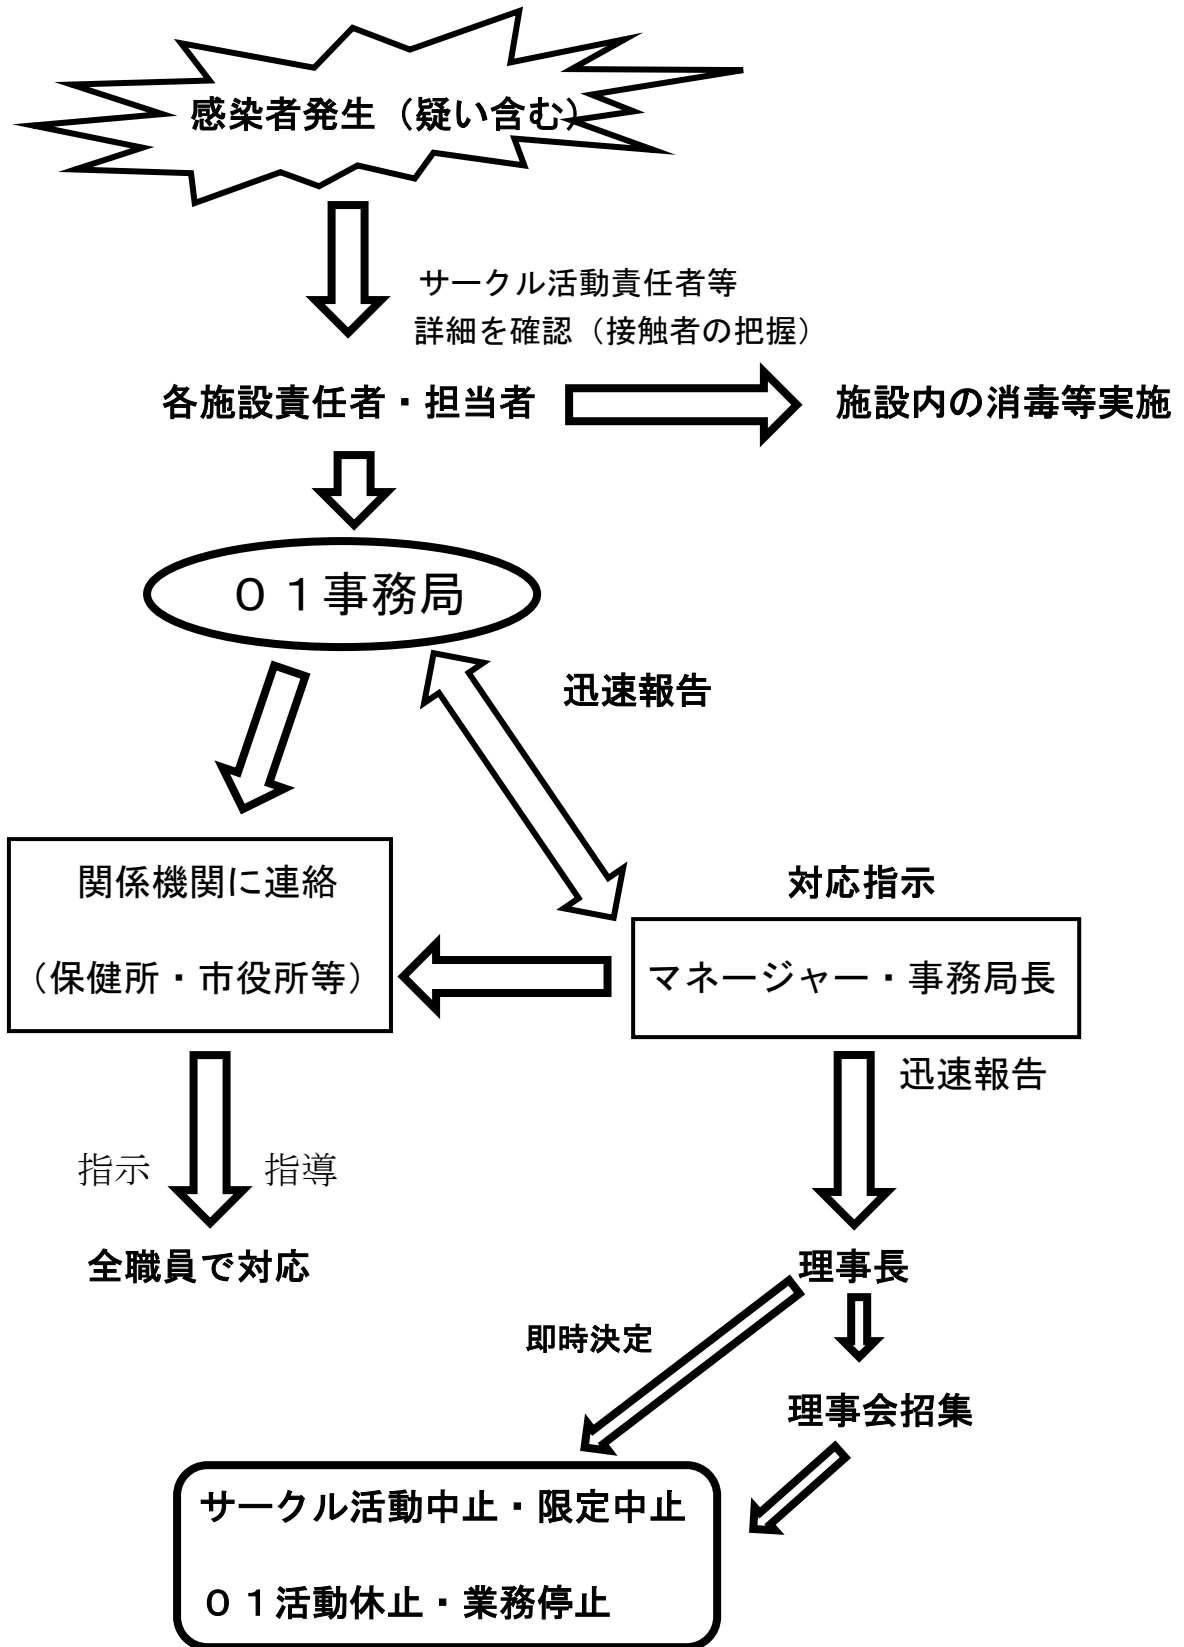 感染者発生（疑い含む）
サークル活動責任者等
詳細を確認（接触者の把握）
各施設責任者・担当者
施設内の消毒等実施
０１事務局
迅速報告
関係機関に連絡
（保健所・市役所等）
対応指示
マネージャー・事務局長
迅速報告
指示
指導
全職員で対応
理事長
即時決定
理事会招集
サークル活動中止・限定中止
０１活動休止・業務停止